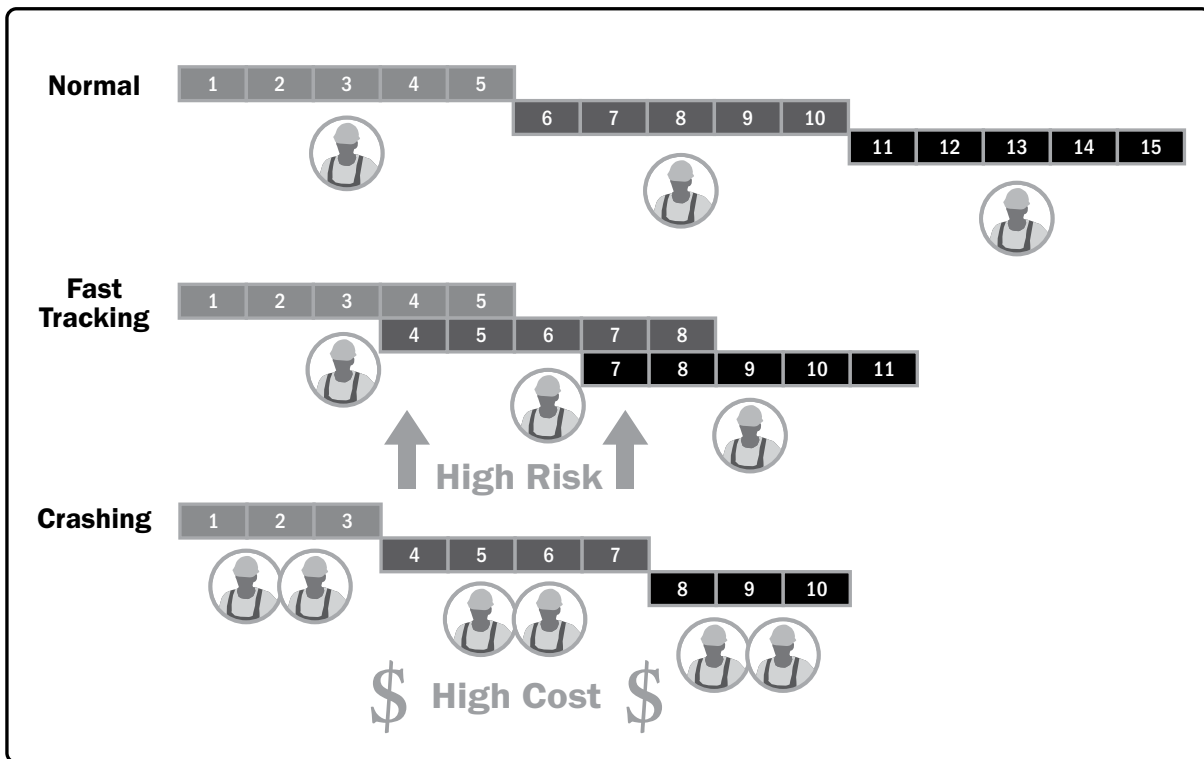 Normal
1 2 3 4 5
6 7 8 9 10
11 12 13 14 15
Fast
Tracking
1 2 3 4 5
4 5 6 7 8
7 8 9 10 11
High Risk
Crashing
1 2 3
4 5 6 7
8 9 10
$ High Cost $